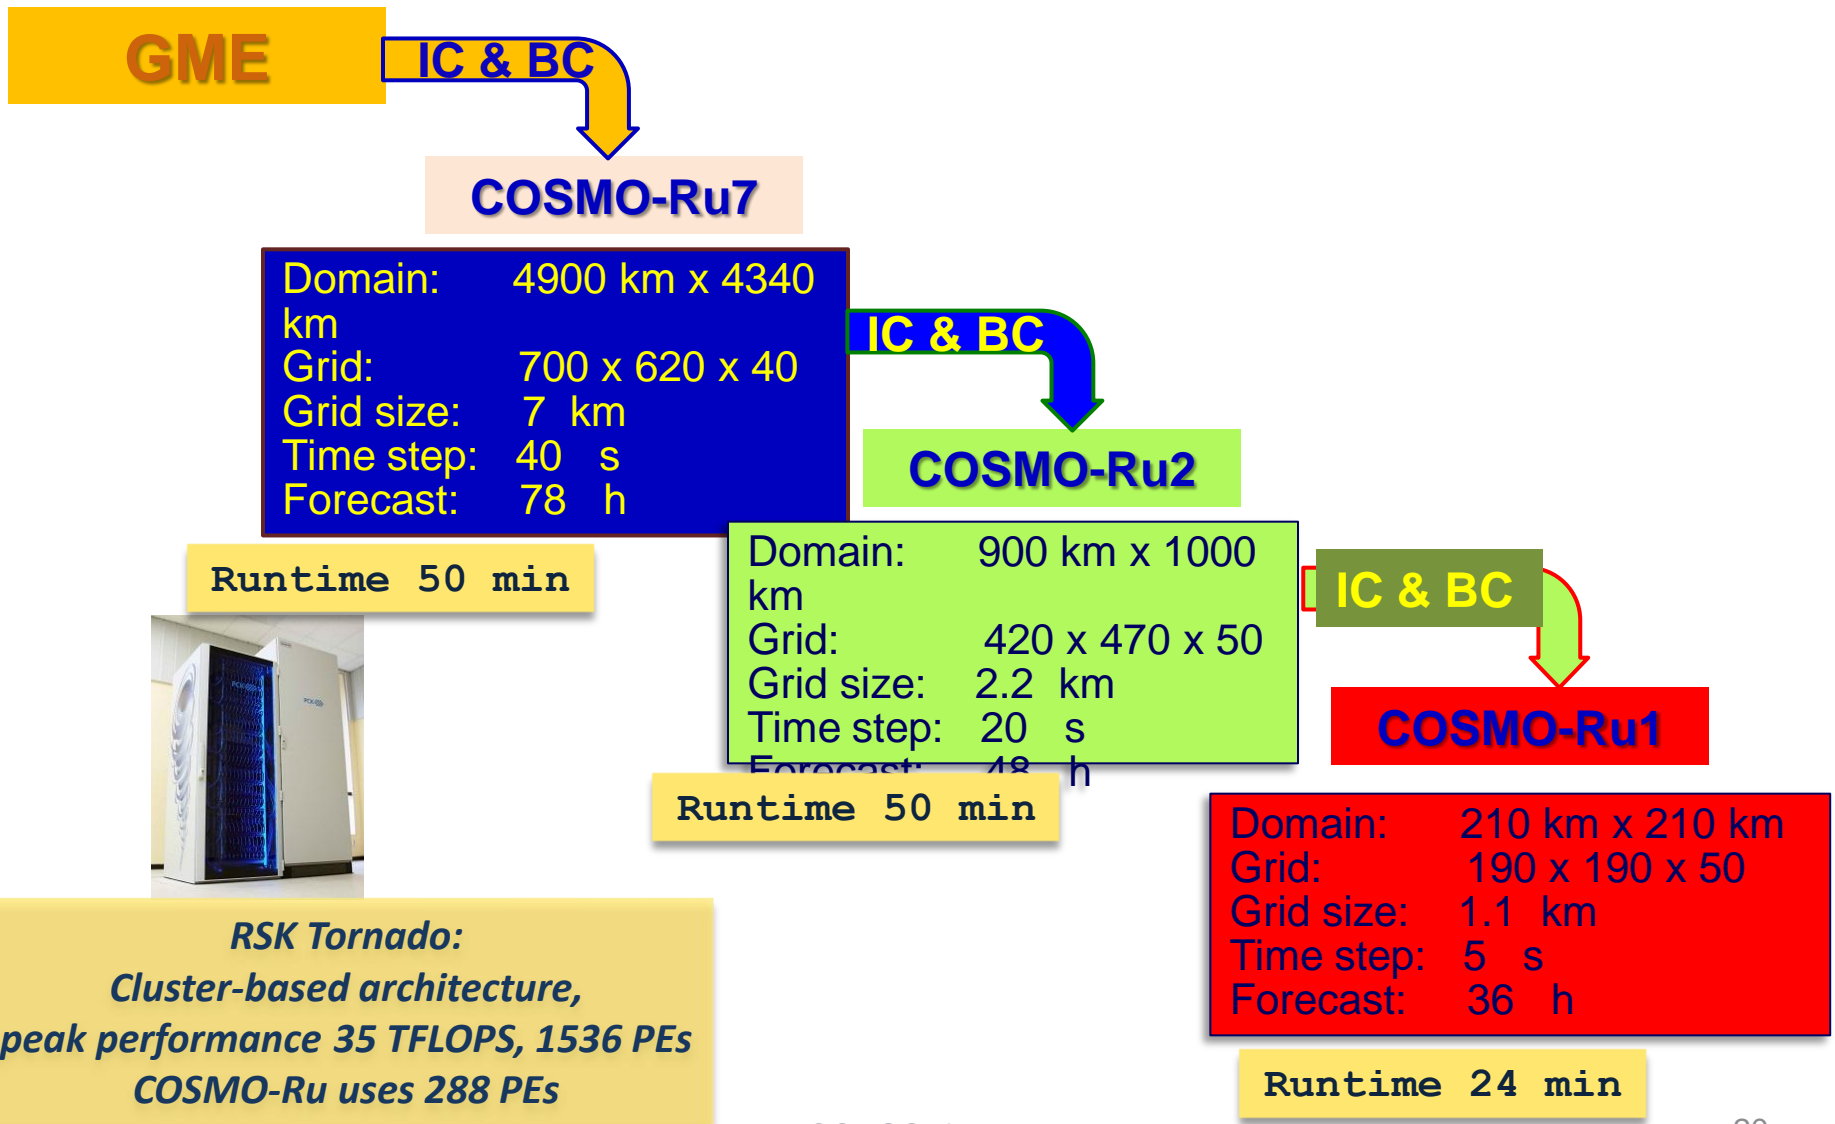 GME
IC & BC
COSMO-Ru7
Domain: 4900 km x 4340
km
Grid: 700 x 620 x 40
Grid size: 7 km
Time step: 40 s
Forecast: 78 h
IC & BC
Runtime 50 min
COSMO-Ru2
Domain: 900 km x 1000
km
Grid: 420 x 470 x 50
Grid size: 2.2 km
Time step: 20 s
Forecast: 48 h
IC & BC
Runtime 50 min
COSMO-Ru1
Domain: 210 km x 210 km
Grid: 190 x 190 x 50
Grid size: 1.1 km
Time step: 5 s
Forecast: 36 h
Runtime 24 min
RSK Tornado:
Cluster-based architecture,
peak performance 35 TFLOPS, 1536 PEs
COSMO-Ru uses 288 PEs